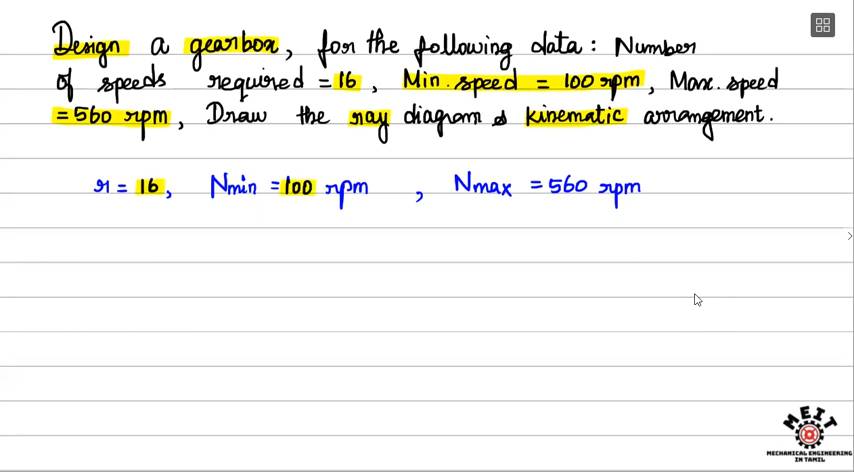 Design a gearbox, for the following data: Number
of speeds required = 16, Min. speed = 100 rpm, Max. speed
= 560 rpm, Draw the ray diagram & kinematic arrangement.
r = 16, Nmin = 100 rpm , Nmax = 560 rpm
MEIT
MECHANICAL ENGINEERING
IN TAMIL